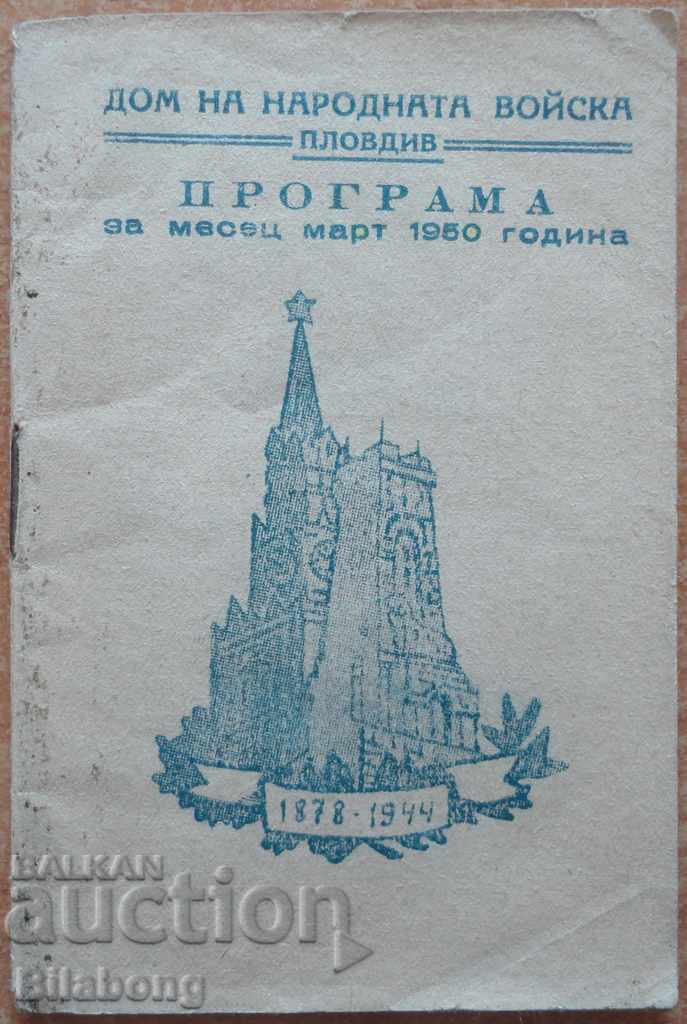 ДОМ НА НАРОДНАТА ВОЙСКА
ПЛОВДИВ
ПРОГРАМА
за месец март 1950 година
1878-1944
BALKAN
auction
Bilabong